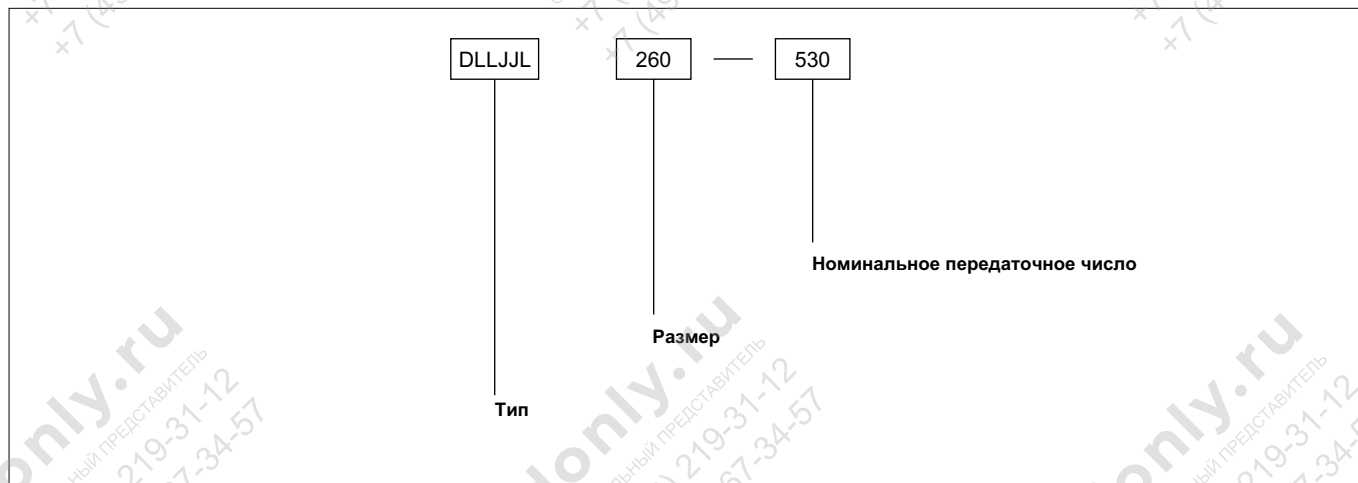 DLLJJL 260 — 530
Номинальное передаточное число
Размер
Тип